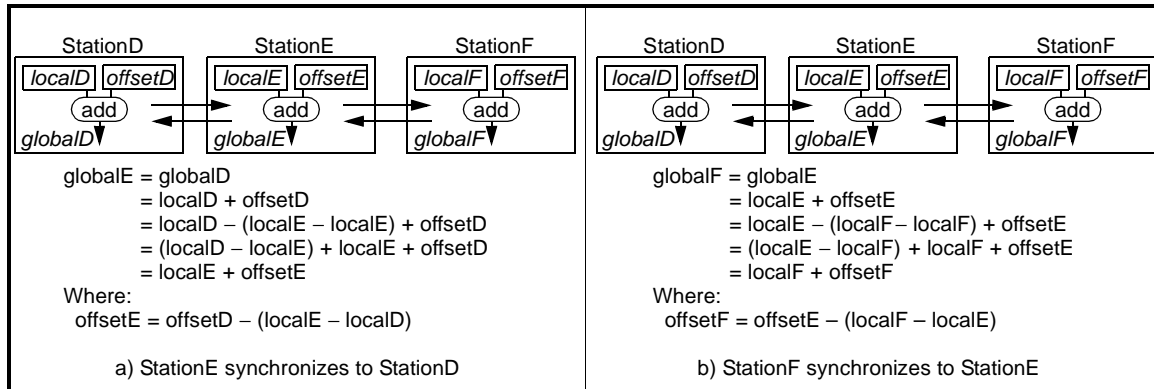 StationD StationE StationF
localD offsetD localE offsetE localF offsetF
add add add
globalD globalE globalF
globalE = globalD
= localD + offsetD
= localD − (localE − localE) + offsetD
= (localD – localE) + localE + offsetD
= localE + offsetE
Where:
offsetE = offsetD − (localE – localD)
a) StationE synchronizes to StationD
StationD StationE StationF
localD offsetD localE offsetE localF offsetF
add add add
globalD globalE globalF
globalF = globalE
= localE + offsetE
= localE − (localF – localF) + offsetE
= (localE – localF) + localF + offsetE
= localF + offsetF
Where:
offsetF = offsetE – (localF – localE)
b) StationF synchronizes to StationE